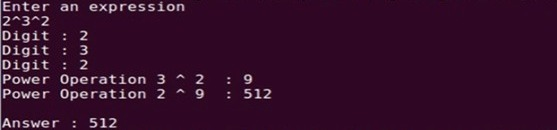 Enter an expression
2^3^2
Digit : 2
Digit : 3
Digit : 2
Power Operation 3 ^ 2  : 9
Power Operation 2 ^ 9  : 512
Answer : 512